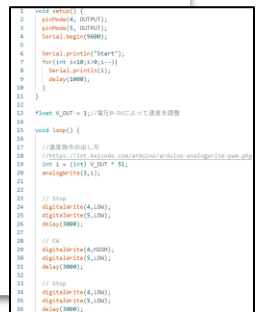 1 void setup() {
2 pinMode(4, OUTPUT);
3 pinMode(5, OUTPUT);
4 Serial.begin(9600);
5
6 Serial.println("Start");
7 for(int i=10;i>0;i--){
8 Serial.println(i);
9 delay(1000);
10 }
11 }
12
13 float V_OUT = 1;//電圧0-5Vによって速度を調整
14
15 void loop() {
16
17 //速度指令の出し方
18 //https://iot.keicode.com/arduino/arduino-analogwrite-pwm.php
19 int i = (int) V_OUT * 51;
20 analogWrite(3,i);
21
22
23 // Stop
24 digitalWrite(4,LOW);
25 digitalWrite(5,LOW);
26 delay(3000);
27
28 // CW
29 digitalWrite(4,HIGH);
30 digitalWrite(5,LOW);
31 delay(3000);
32
33 // Stop
34 digitalWrite(4,LOW);
35 digitalWrite(5,LOW);
36 delay(3000);